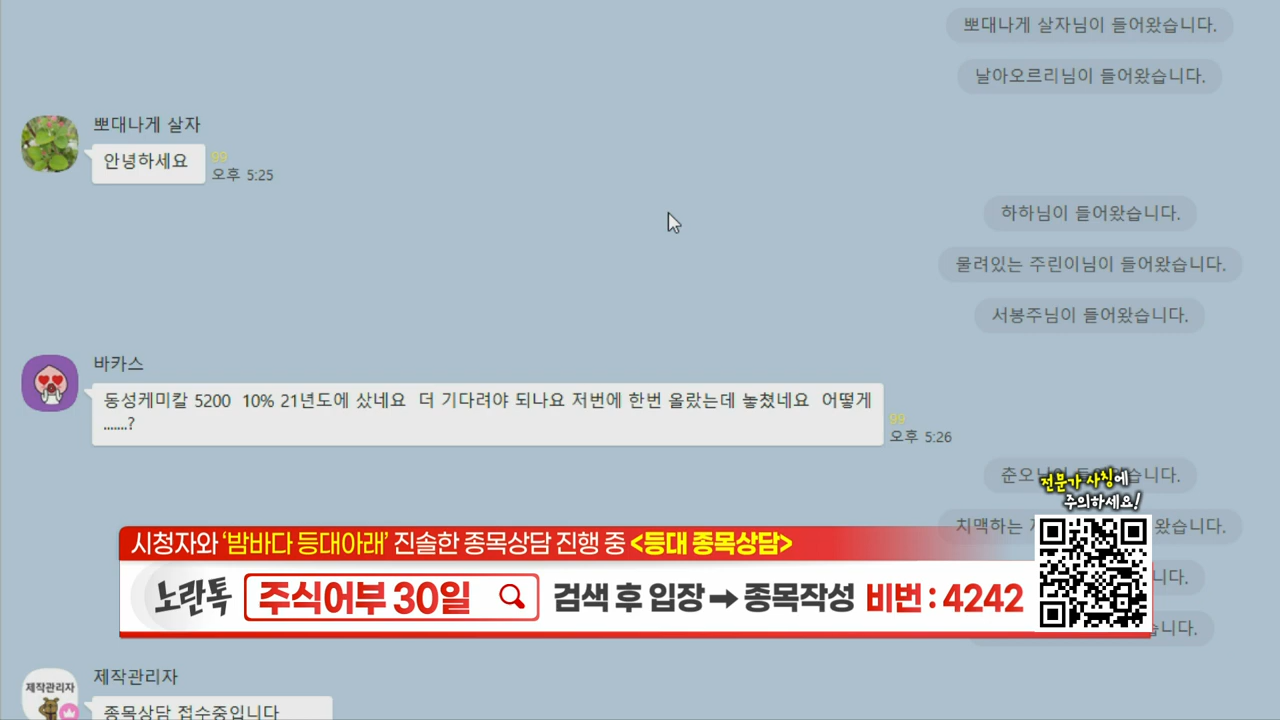 뽀대나게 살자님이 들어왔습니다.
날아오르리님이 들어왔습니다.
뽀대나게 살자
안녕하세요
99
오후 5:25
하하님이 들어왔습니다.
물려있는 주린이님이 들어왔습니다.
서봉주님이 들어왔습니다.
바카스
동성케미칼 5200 10% 21년도에 샀네요 더 기다려야 되나요 저번에 한번 올랐는데 놓쳤네요 어떻게
.......?
99
오후 5:26
전문가 사칭에
주의하세요!
시청자와 '밤바다 등대아래' 진솔한 종목상담 진행 중 <등대 종목상담>
노란톡 주식어부 30일 검색 후 입장 ➡ 종목작성 비번 : 4242
제작관리자
제작관리자
종목상담 접수중입니다